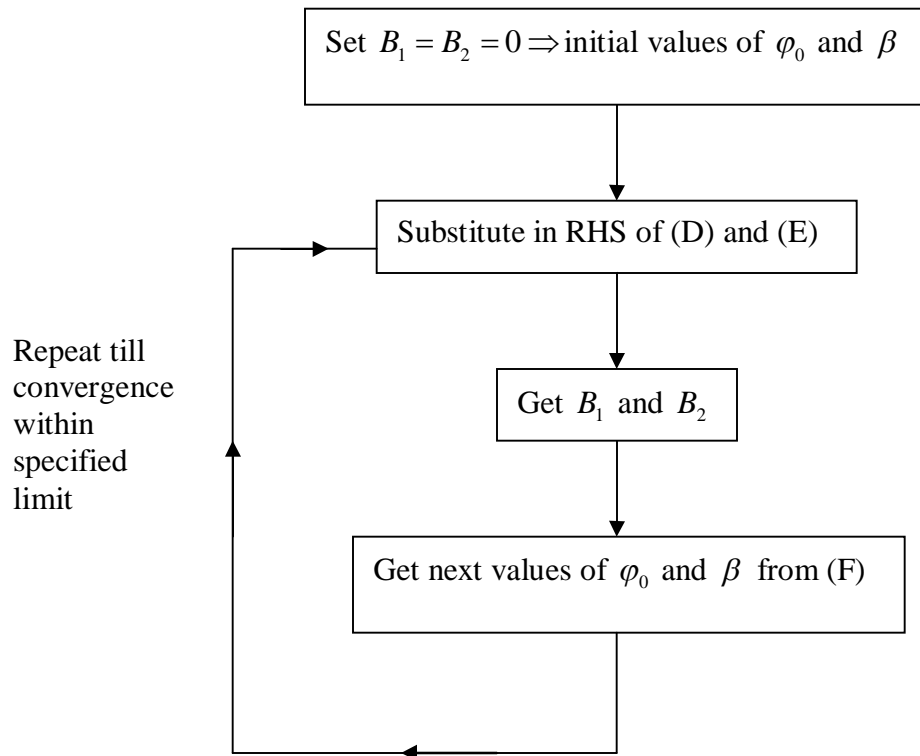 Set B₁ = B₂ = 0 ⇒ initial values of φ₀ and β
Substitute in RHS of (D) and (E)
Repeat till
convergence
within
specified
limit
Get B₁ and B₂
Get next values of φ₀ and β from (F)